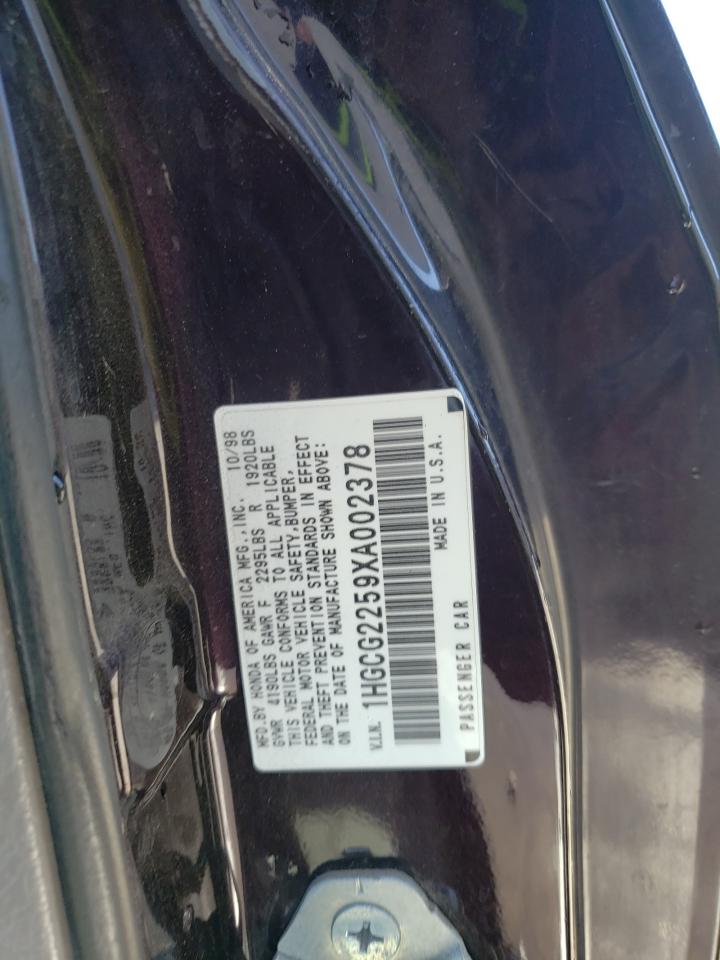 MFD.BY HONDA OF AMERICA MFG.,INC. 10/98
GVWR 4190LBS GAWR F 2295LBS R 1920LBS
THIS VEHICLE CONFORMS TO ALL APPLICABLE
FEDERAL MOTOR VEHICLE SAFETY,BUMPER,
AND THEFT PREVENTION STANDARDS IN EFFECT
ON THE DATE OF MANUFACTURE SHOWN ABOVE:
V.I.N. 1HGCG2259XA002378
PASSENGER CAR MADE IN U.S.A.